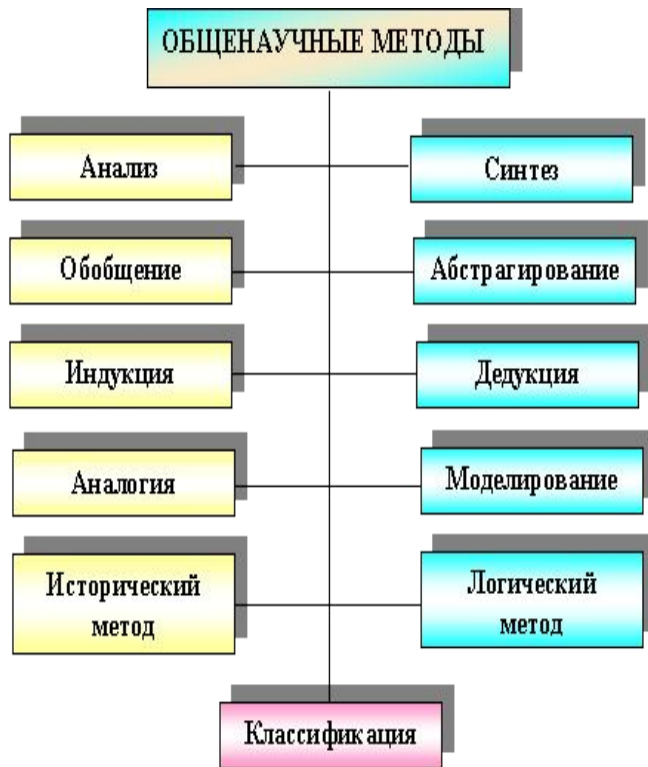 ОБЩЕНАУЧНЫЕ МЕТОДЫ
Анализ
Синтез
Обобщение
Абстрагирование
Индукция
Дедукция
Аналогия
Моделирование
Исторический
метод
Логический
метод
Классификация